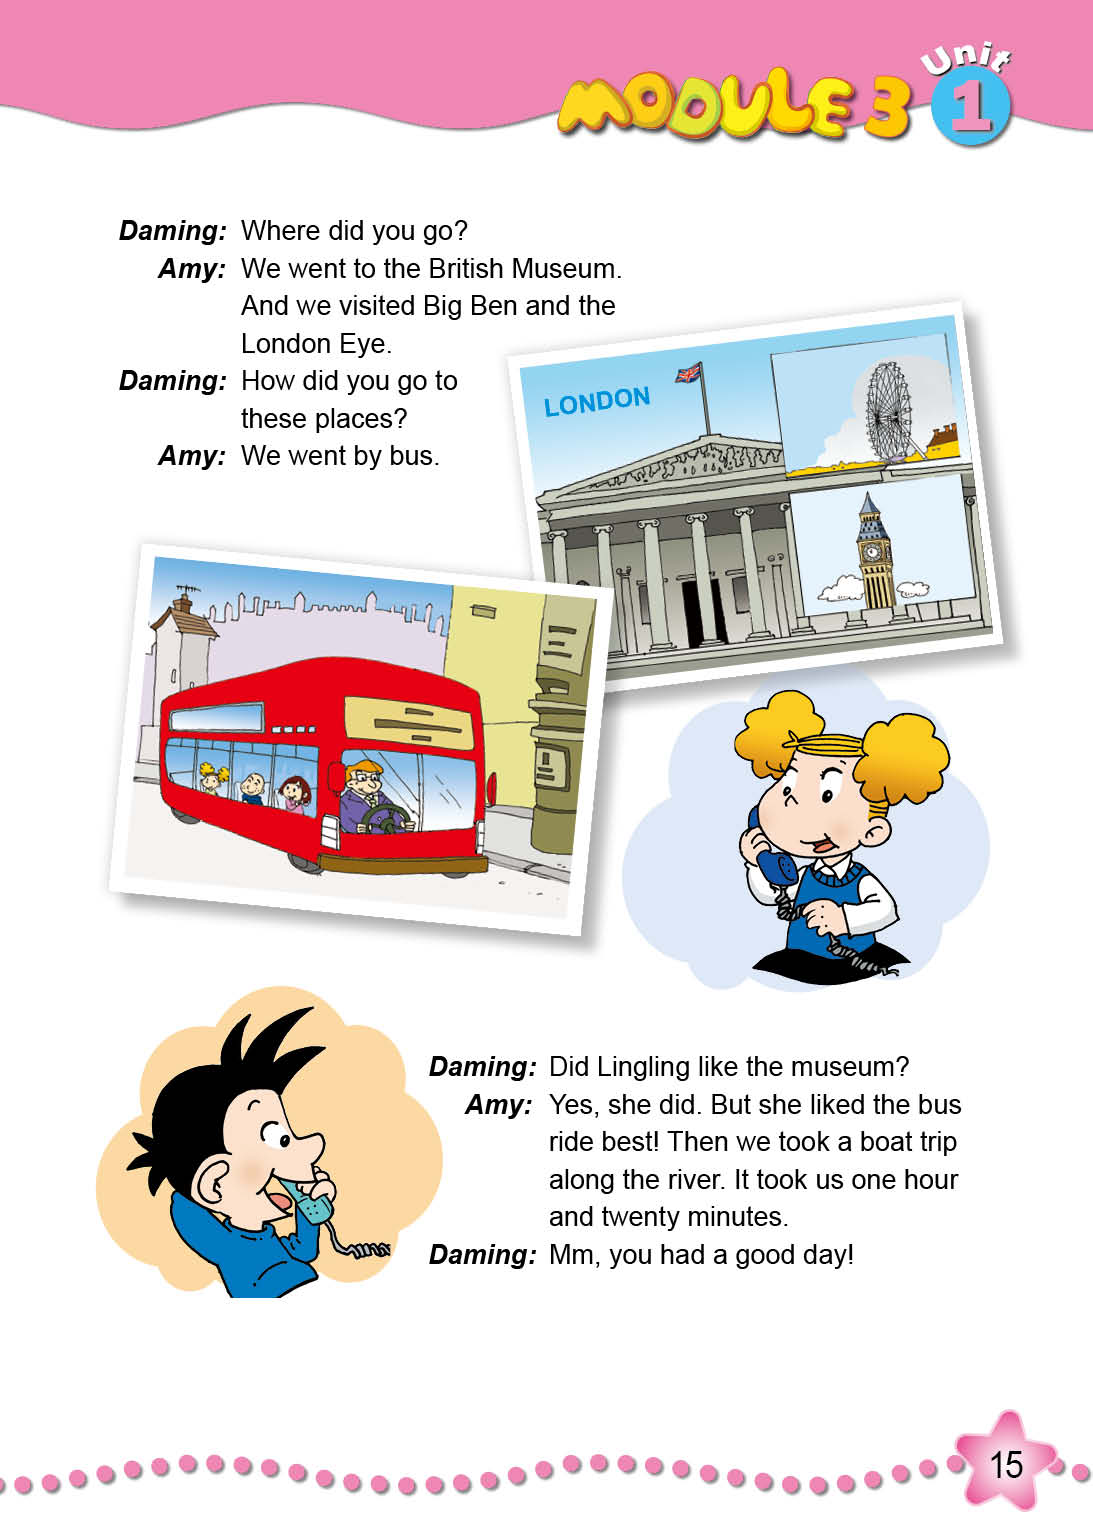 MODULE 3 Unit 1
Daming: Where did you go?
Amy: We went to the British Museum.
And we visited Big Ben and the
London Eye.
Daming: How did you go to
these places?
Amy: We went by bus.
LONDON
Daming: Did Lingling like the museum?
Amy: Yes, she did. But she liked the bus
ride best! Then we took a boat trip
along the river. It took us one hour
and twenty minutes.
Daming: Mm, you had a good day!
15